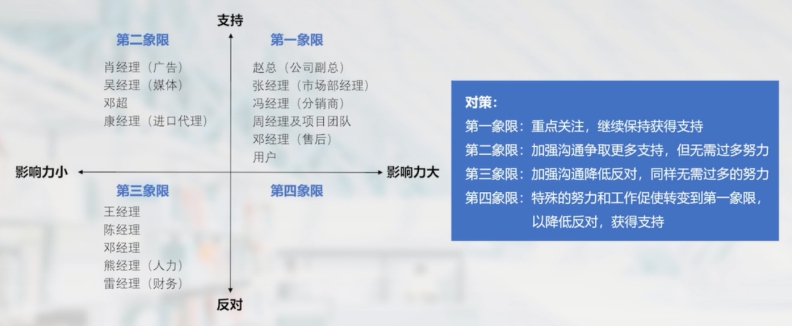 支持
第二象限
肖经理（广告）
吴经理（媒体）
邓超
康经理（进口代理）
第一象限
赵总（公司副总）
张经理（市场部经理）
冯经理（分销商）
周经理及项目团队
邓经理（售后）
用户
影响力小
影响力大
第三象限
王经理
陈经理
邓经理
熊经理（人力）
雷经理（财务）
第四象限
反对
对策：
第一象限：重点关注，继续保持获得支持
第二象限：加强沟通争取更多支持，但无需过多努力
第三象限：加强沟通降低反对，同样无需过多的努力
第四象限：特殊的努力和工作促使转变到第一象限，
以降低反对，获得支持